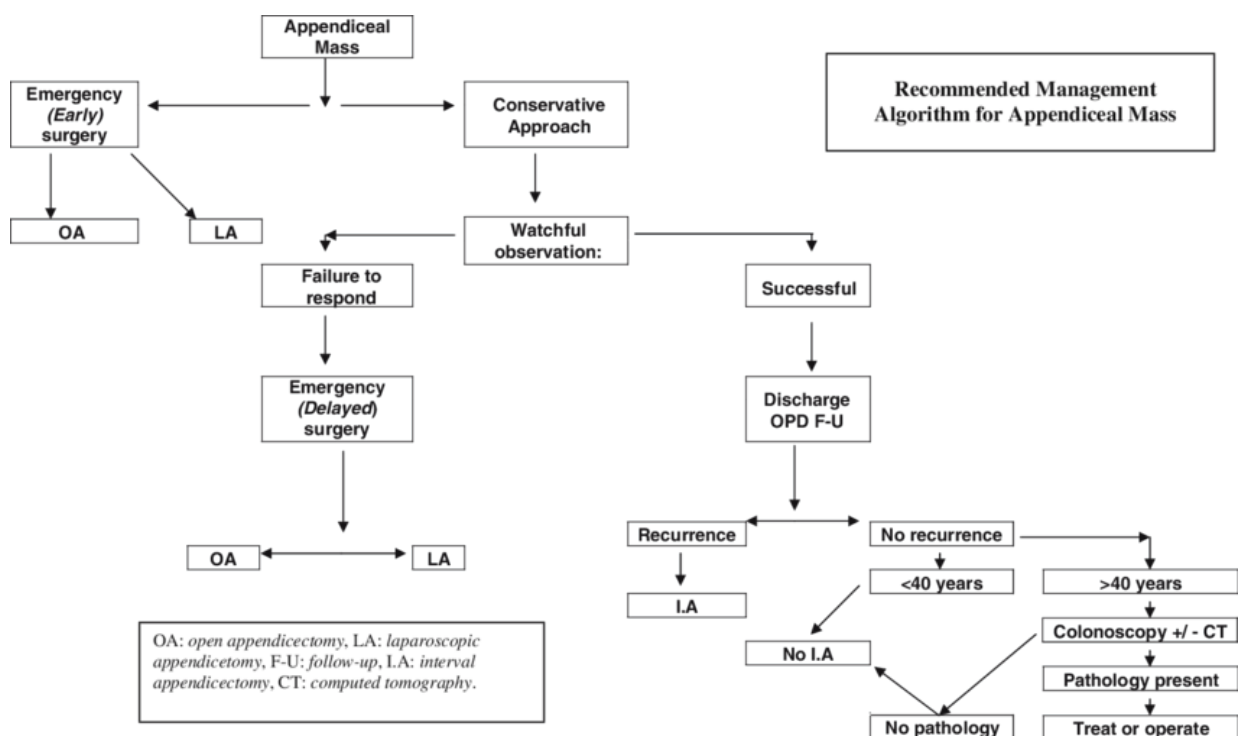 Appendiceal
Mass
Recommended Management
Algorithm for Appendiceal Mass
Emergency
(Early)
surgery
Conservative
Approach
OA
LA
Watchful
observation:
Failure to
respond
Successful
Emergency
(Delayed)
surgery
Discharge
OPD F-U
Recurrence
No recurrence
OA
LA
<40 years
>40 years
I.A
Colonoscopy +/ - CT
No I.A
Pathology present
No pathology
Treat or operate
OA: open appendicectomy, LA: laparoscopic
appendicetomy, F-U: follow-up, I.A: interval
appendicectomy, CT: computed tomography.